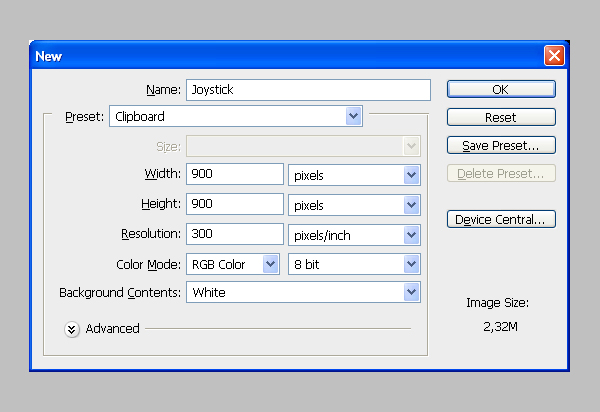 New
Name: Joystick
OK
Preset: Clipboard
Reset
Size:
Save Preset...
Width: 900 pixels
Delete Preset...
Height: 900 pixels
Device Central...
Resolution: 300 pixels/inch
Color Mode: RGB Color 8 bit
Background Contents: White
Image Size:
2,32M
Advanced